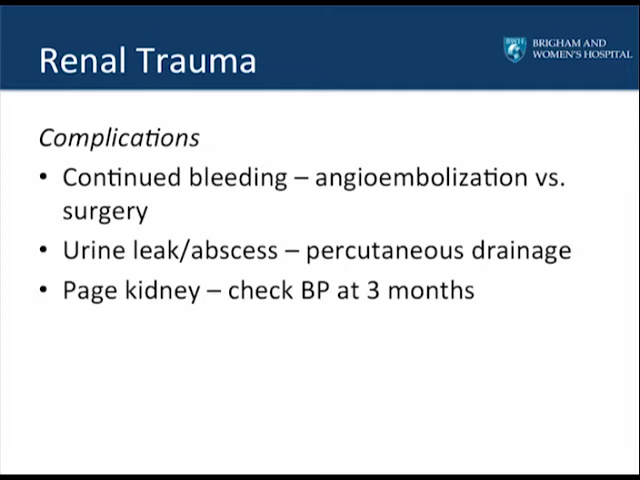 Renal Trauma
BWH
BRIGHAM AND
WOMEN'S HOSPITAL
Complications
• Continued bleeding – angioembolization vs.
surgery
• Urine leak/abscess – percutaneous drainage
• Page kidney – check BP at 3 months